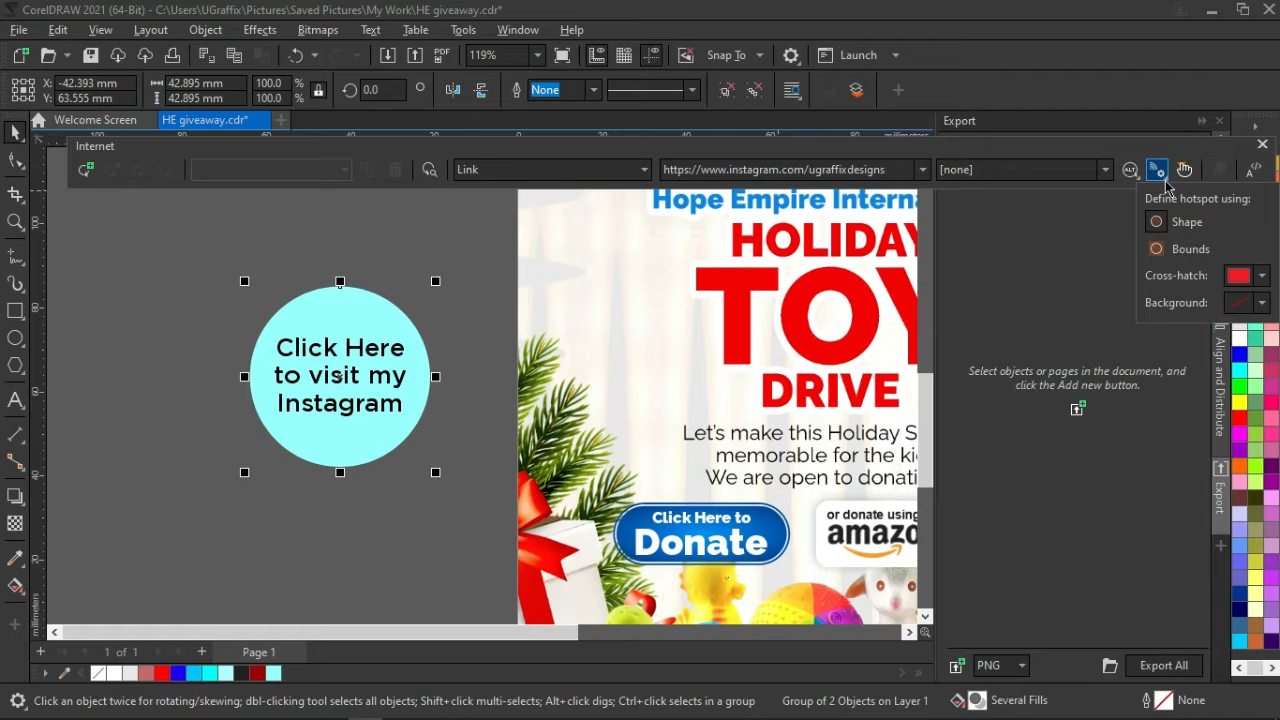 CorelDRAW 2021 (64-Bit) - C:\Users\UGraffix\Pictures\Saved Pictures\My Work\HE giveaway.cdr*
File Edit View Layout Object Effects Bitmaps Text Table Tools Window Help
PDF 119% Snap To Launch
X: -42.393 mm 42.895 mm 100.0 % 0.0 None
Y: 63.555 mm 42.895 mm 100.0 %
Welcome Screen HE giveaway.cdr* Export
millimeters
Internet
Link https://www.instagram.com/ugraffixdesigns [none] ALT
Define hotspot using:
Shape
Bounds
Cross-hatch:
Background:
Click Here
to visit my
Instagram
Hope Empire Interna
HOLIDAY
TOY
DRIVE
Let's make this Holiday S
memorable for the ki
We are open to donati
Click Here to
Donate
or donate using
amazo
Select objects or pages in the document, and
click the Add new button.
Align and Distribute
Export
millimeters
1 of 1 Page 1
PNG Export All
Click an object twice for rotating/skewing; dbl-clicking tool selects all objects; Shift+click multi-selects; Alt+click digs; Ctrl+click selects in a group Group of 2 Objects on Layer 1 Several Fills None